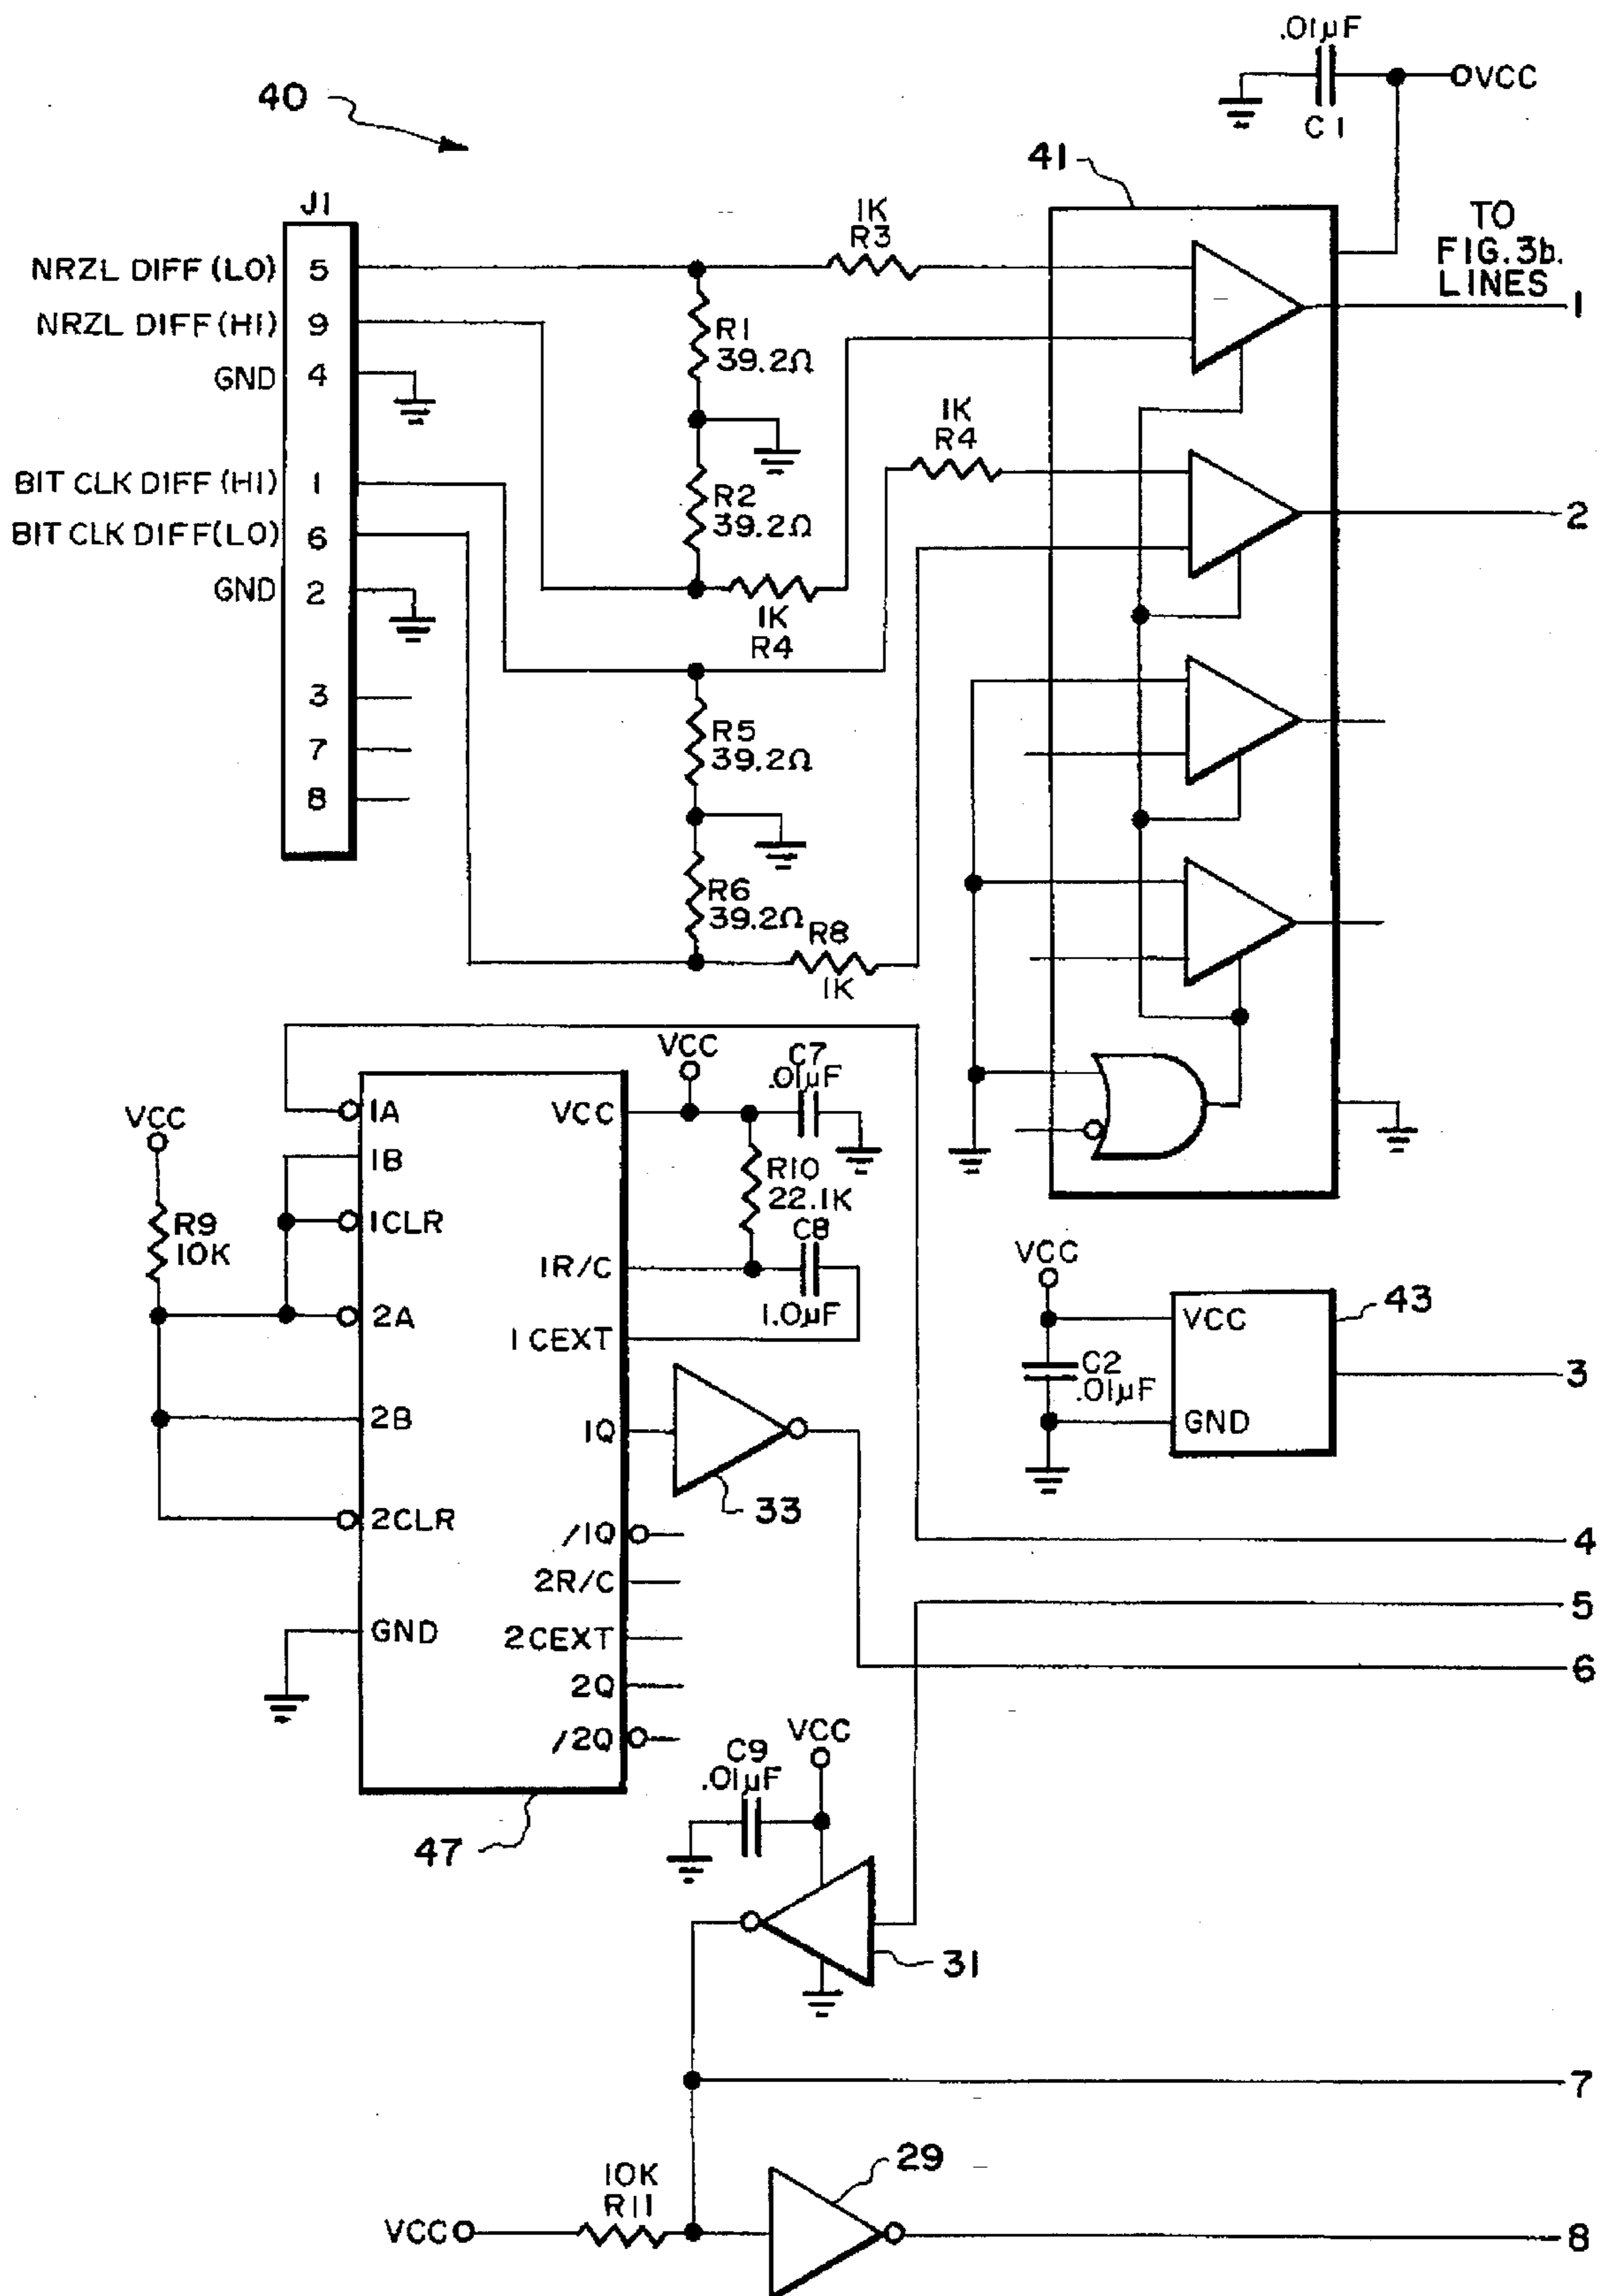 .01µF
VCC
C1
40
41
J1
TO
FIG.3b.
LINES
1K
R3
NRZL DIFF (LO) 5
NRZL DIFF (HI) 9
GND 4
R1
39.2Ω
1
1K
R4
BIT CLK DIFF (HI) 1
BIT CLK DIFF (LO) 6
GND 2
R2
39.2Ω
2
1K
R4
3
7
8
R5
39.2Ω
R6
39.2Ω
R8
1K
VCC
C7
.01µF
VCC
1A
VCC
1B
R10
22.1K
R9
10K
1CLR
C8
1R/C
VCC
2A
1.0µF
VCC
43
1 CEXT
C2
.01µF
3
2B
1Q
GND
33
2CLR
/1Q
4
2R/C
5
GND
2CEXT
6
2Q
/2Q
VCC
C9
.01µF
47
31
7
29
10K
R11
VCC
8